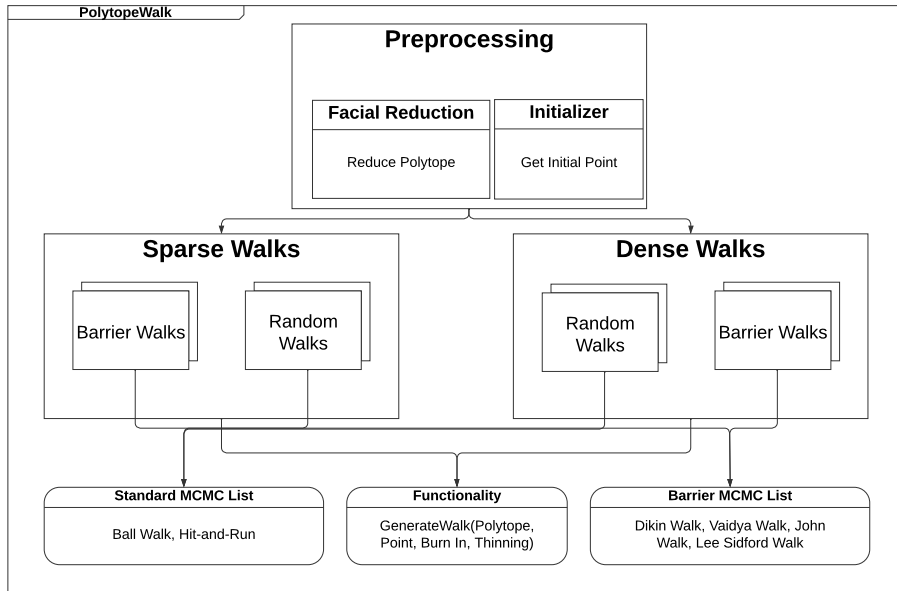 PolytopeWalk
Preprocessing
Facial Reduction
Reduce Polytope
Initializer
Get Initial Point
Sparse Walks
Barrier Walks
Random
Walks
Dense Walks
Random
Walks
Barrier Walks
Standard MCMC List
Ball Walk, Hit-and-Run
Functionality
GenerateWalk(Polytope,
Point, Burn In, Thinning)
Barrier MCMC List
Dikin Walk, Vaidya Walk, John
Walk, Lee Sidford Walk